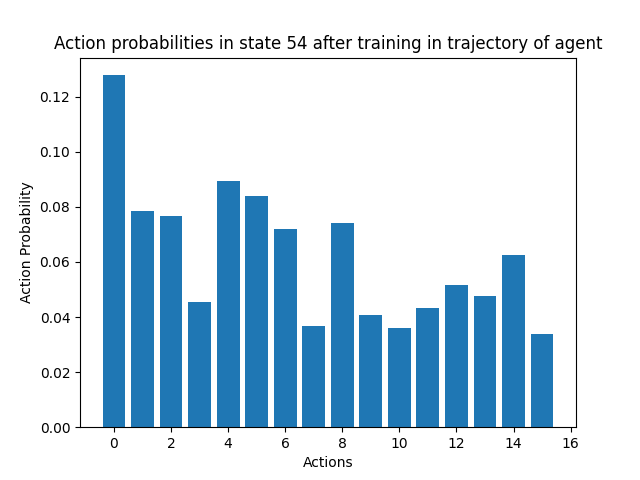 Action probabilities in state 54 after training in trajectory of agent
0.12
0.10
0.08
0.06
0.04
0.02
0.00
Action Probability
0 2 4 6 8 10 12 14 16
Actions